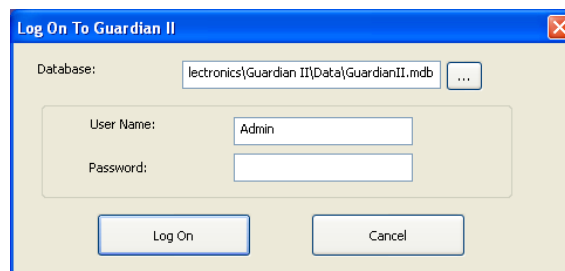 Log On To Guardian II
Database: lectronics\Guardian II\Data\GuardianII.mdb ...
User Name: Admin
Password:
Log On Cancel